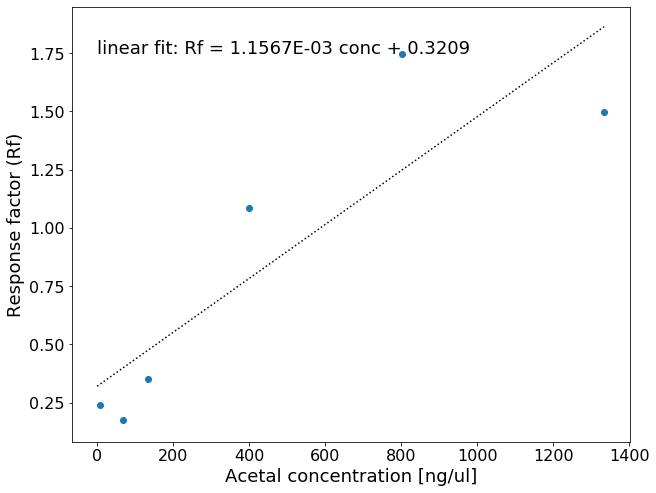 linear fit: Rf = 1.1567E-03 conc + 0.3209
1.75
1.50
1.25
1.00
0.75
0.50
0.25
Response factor (Rf)
0 200 400 600 800 1000 1200 1400
Acetal concentration [ng/ul]